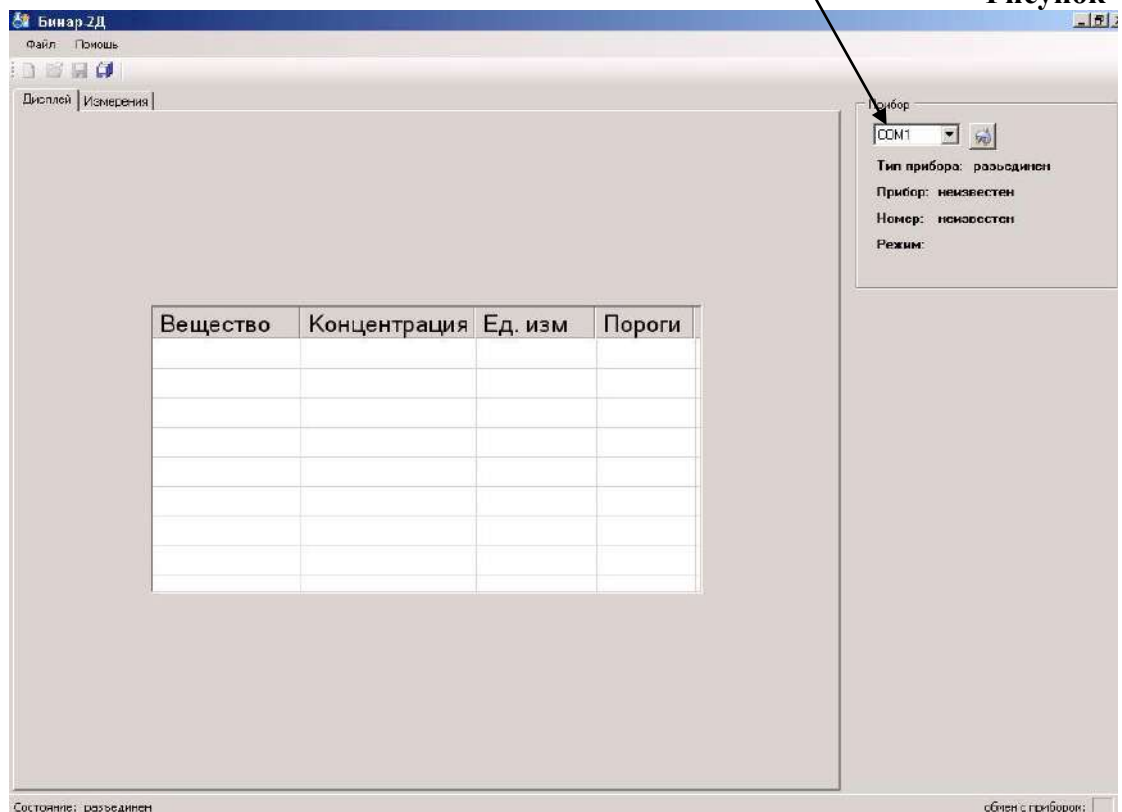 Рисунок
Бинар-2Д
Файл Помощь
Дисплей Измерения
Прибор
COM1
Тип прибора: разъединен
Прибор: неизвестен
Номер: неизвестен
Режим:
Вещество Концентрация Ед. изм Пороги
Состояние: разъединен обмен с прибором: